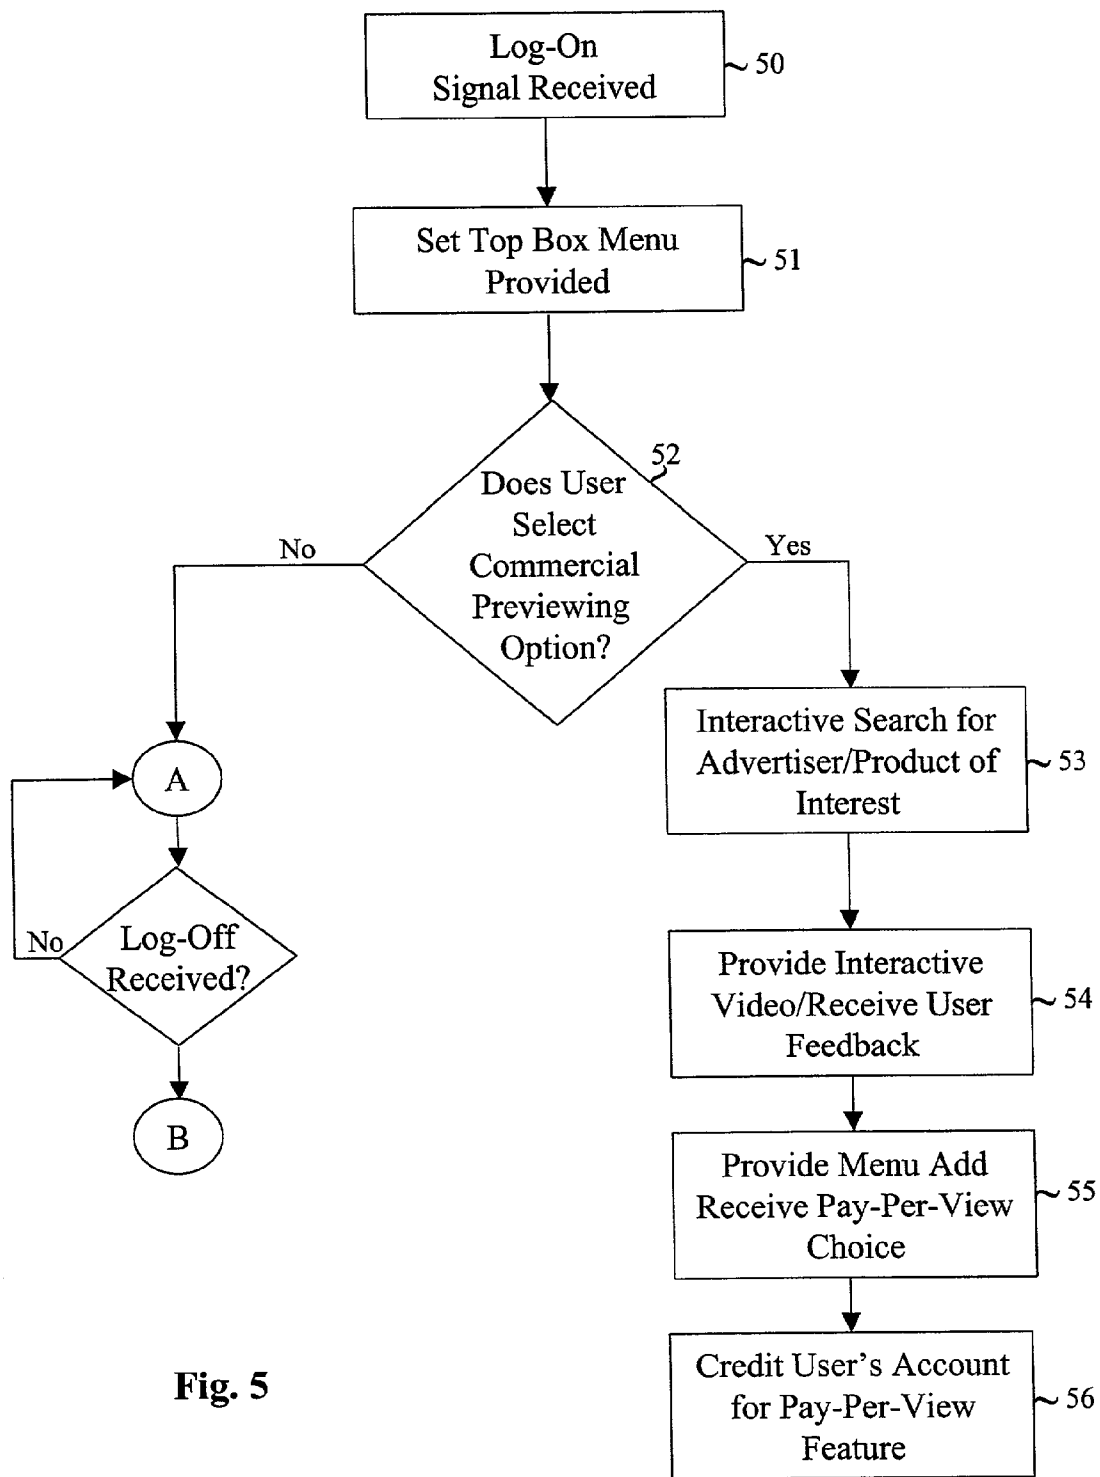 Log-On
Signal Received
50
Set Top Box Menu
Provided
51
52
Does User
Select
Commercial
Previewing
Option?
No
Yes
Interactive Search for
Advertiser/Product of
Interest
53
A
No
Log-Off
Received?
B
Provide Interactive
Video/Receive User
Feedback
54
Provide Menu Add
Receive Pay-Per-View
Choice
55
Credit User's Account
for Pay-Per-View
Feature
56
Fig. 5